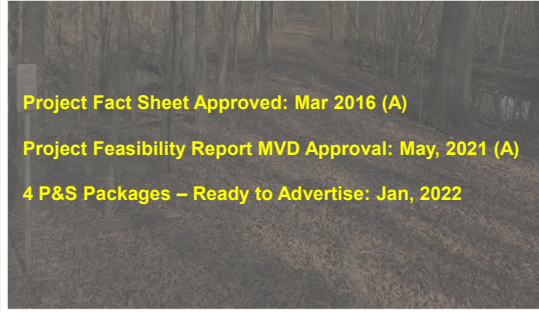 Project Fact Sheet Approved: Mar 2016 (A)
Project Feasibility Report MVD Approval: May, 2021 (A)
4 P&S Packages – Ready to Advertise: Jan, 2022